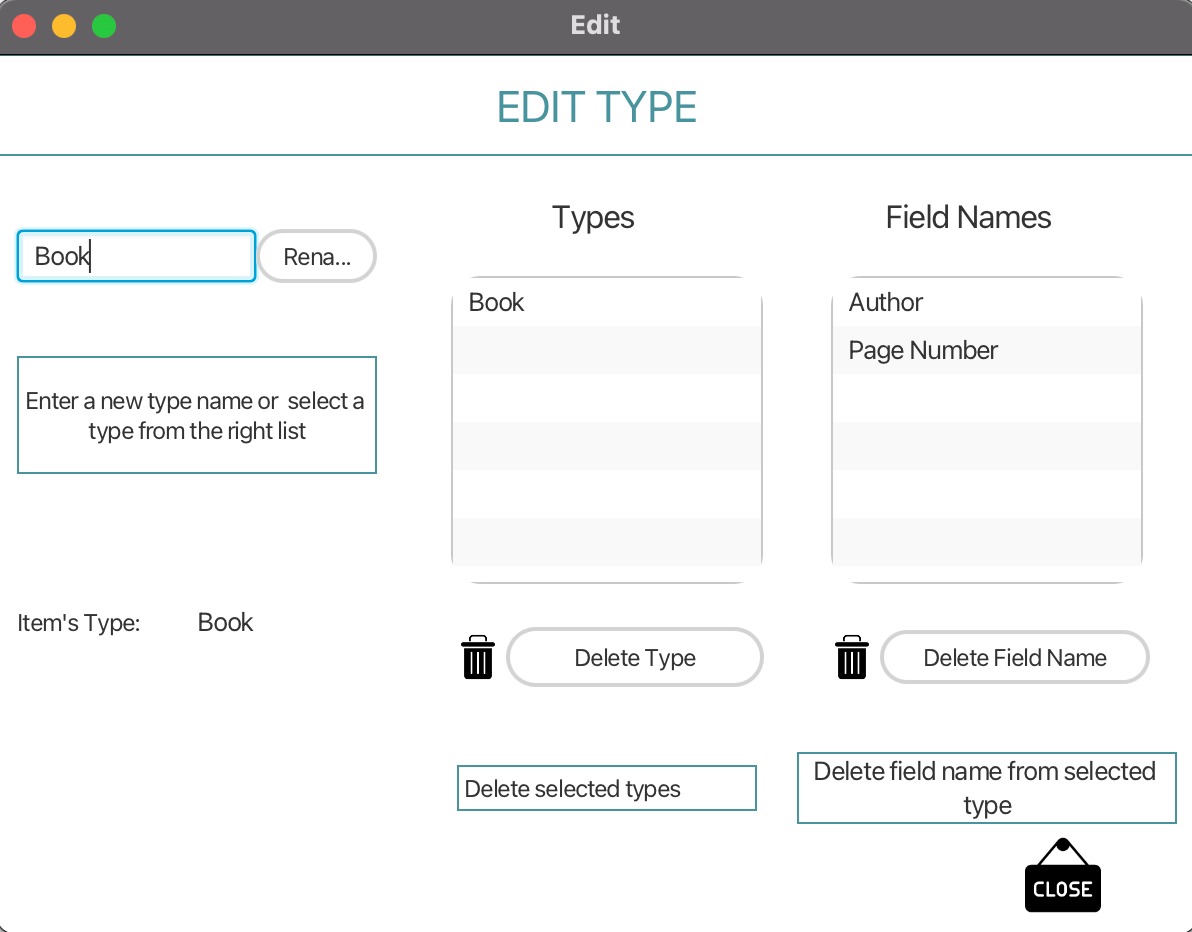 Edit
EDIT TYPE
Types
Field Names
Book
Rena...
Book
Author
Page Number
Enter a new type name or  select a
type from the right list
Item's Type:
Book
Delete Type
Delete Field Name
Delete selected types
Delete field name from selected
type
CLOSE